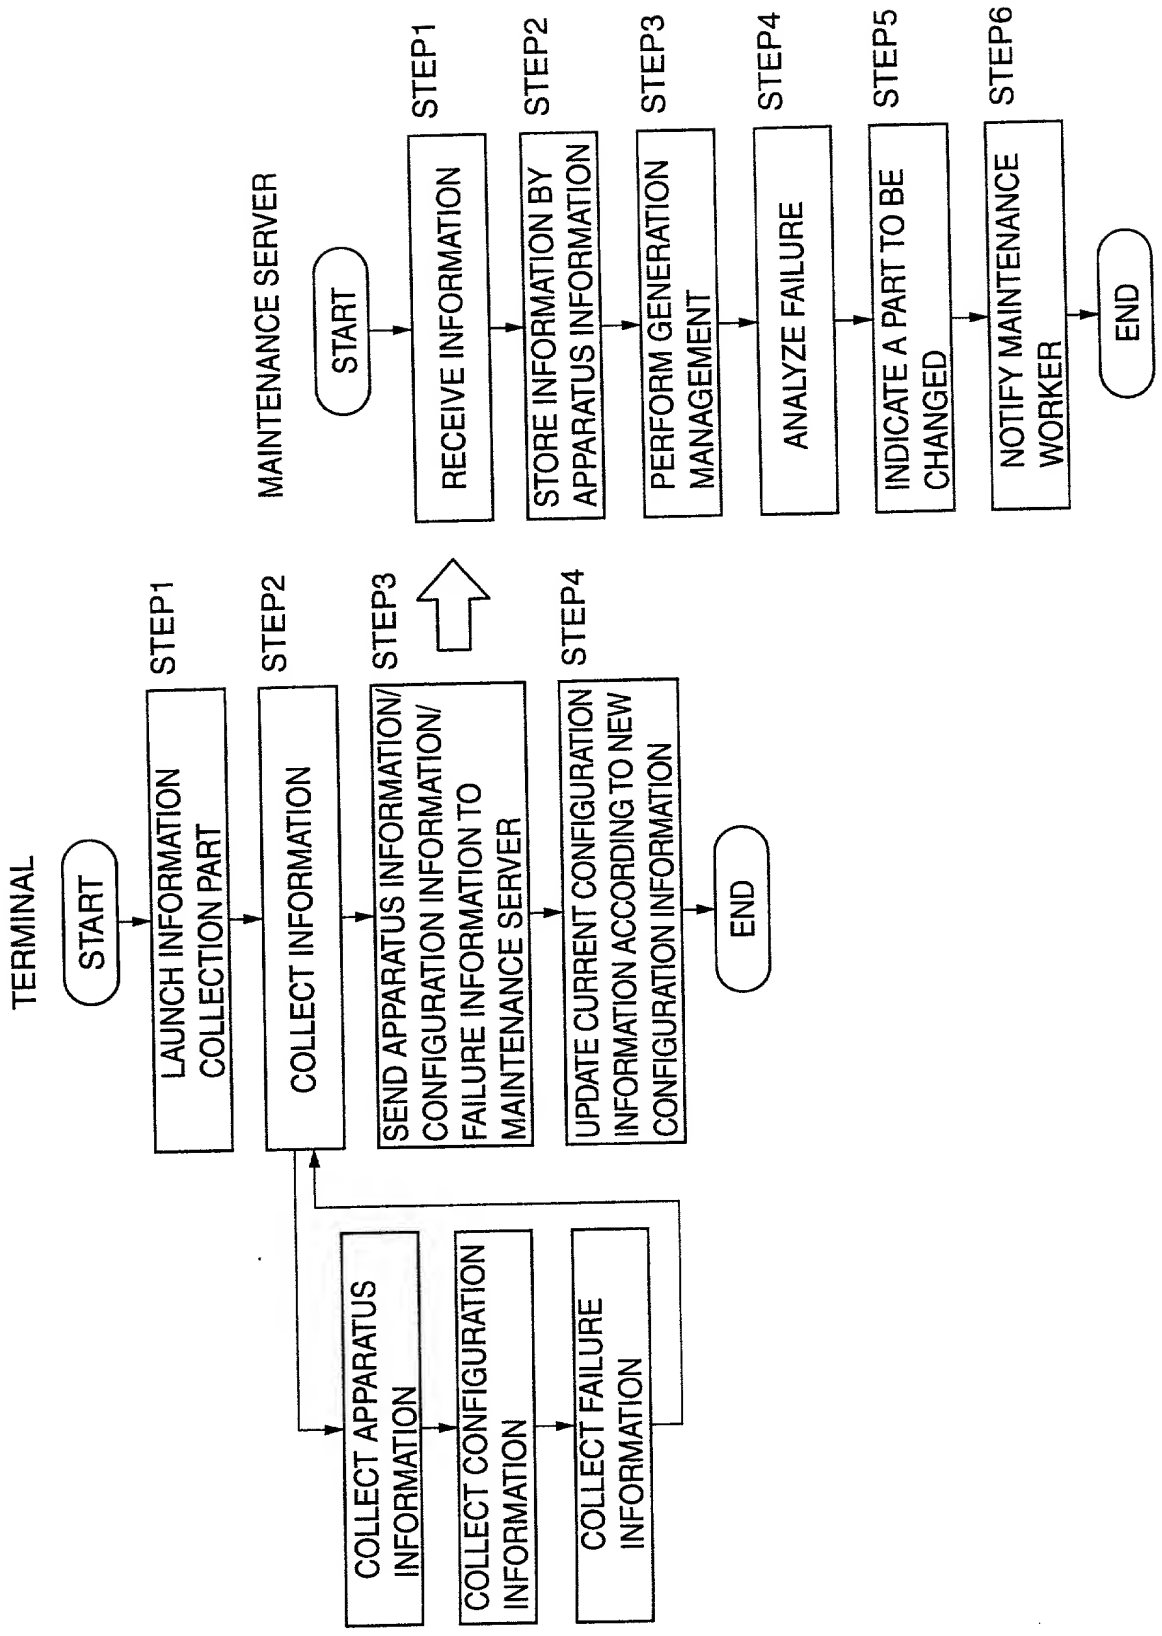 TERMINAL
START
LAUNCH INFORMATION
COLLECTION PART
STEP1
COLLECT INFORMATION
STEP2
COLLECT APPARATUS
INFORMATION
COLLECT CONFIGURATION
INFORMATION
COLLECT FAILURE
INFORMATION
SEND APPARATUS INFORMATION/
CONFIGURATION INFORMATION/
FAILURE INFORMATION TO
MAINTENANCE SERVER
STEP3
UPDATE CURRENT CONFIGURATION
INFORMATION ACCORDING TO NEW
CONFIGURATION INFORMATION
STEP4
END
MAINTENANCE SERVER
START
RECEIVE INFORMATION
STEP1
STORE INFORMATION BY
APPARATUS INFORMATION
STEP2
PERFORM GENERATION
MANAGEMENT
STEP3
ANALYZE FAILURE
STEP4
INDICATE A PART TO BE
CHANGED
STEP5
NOTIFY MAINTENANCE
WORKER
STEP6
END